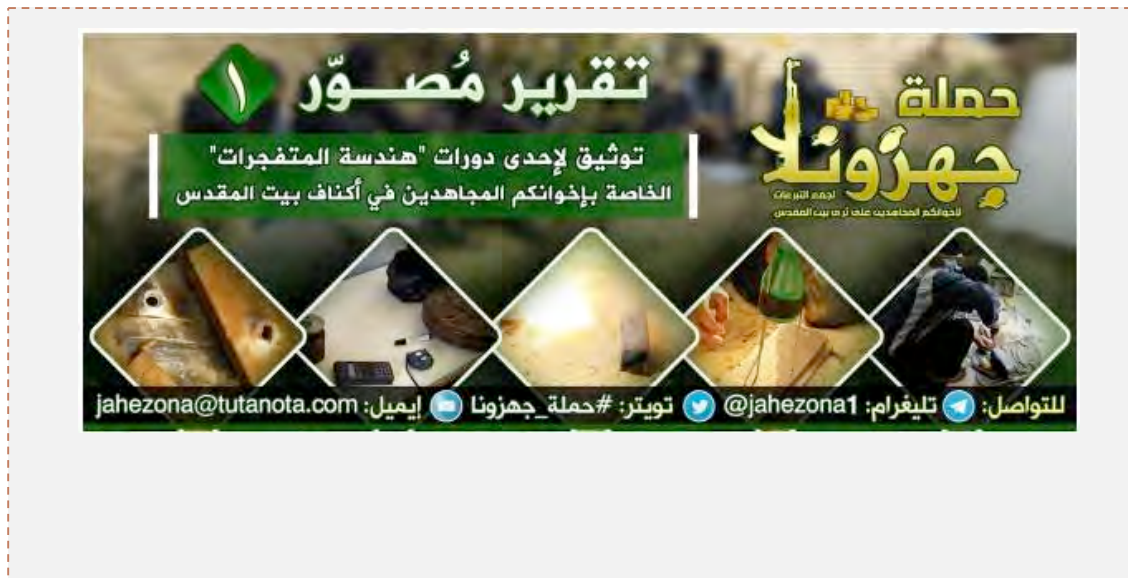 تقرير مُصوّر ١
حملة
جهزونا
لجمع التبرعات
لإخوانكم المجاهدين على ثرى بيت المقدس
توثيق لإحدى دورات "هندسة المتفجرات"
الخاصة بإخوانكم المجاهدين في أكناف بيت المقدس
للتواصل: تليغرام: @jahezona1 تويتر: #حملة_جهزونا إيميل: jahezona@tutanota.com